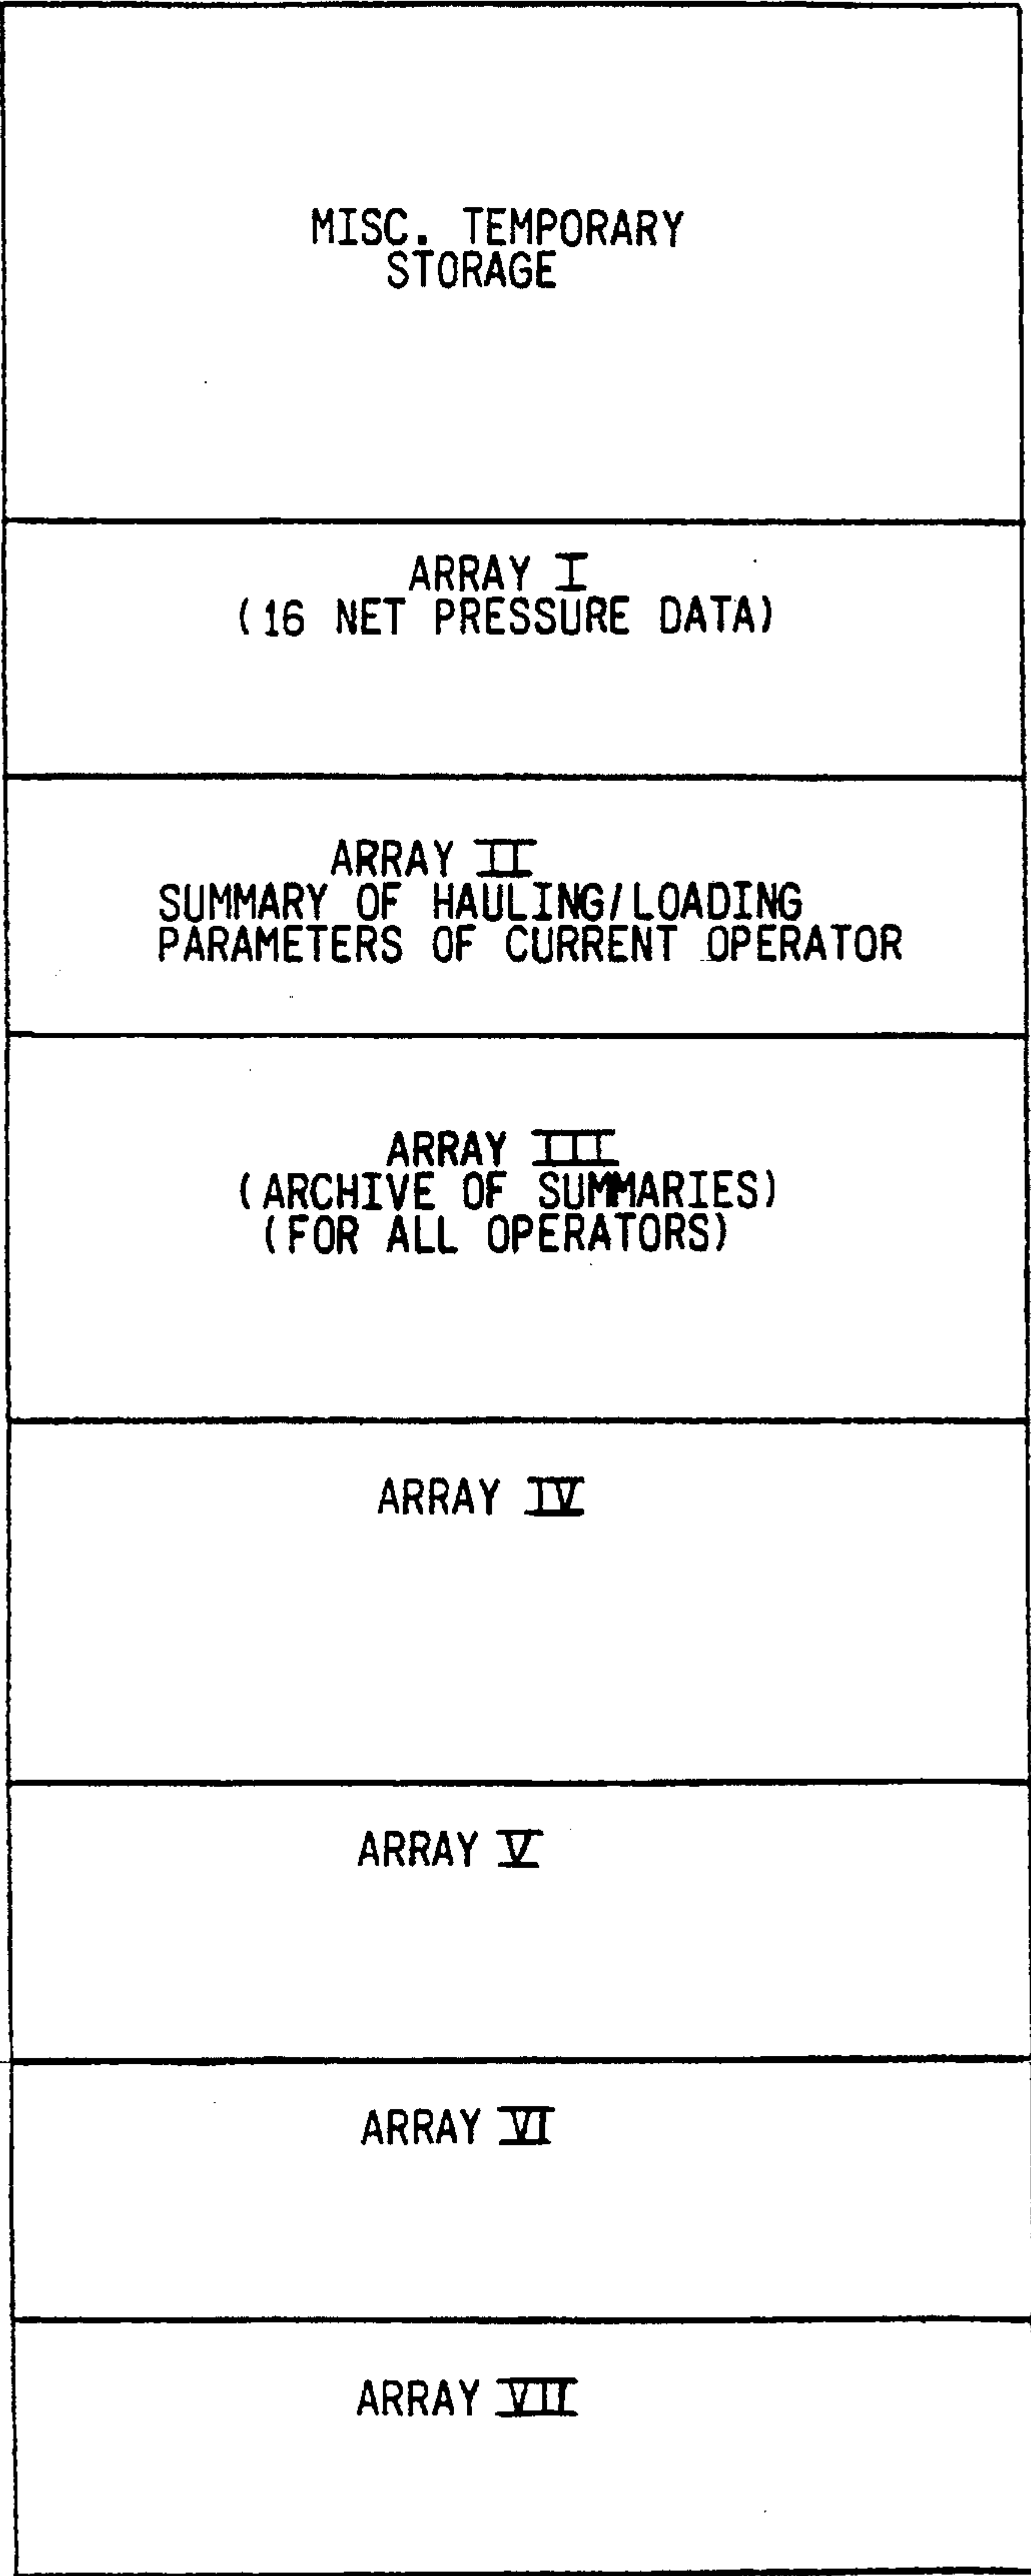 MISC. TEMPORARY
STORAGE
ARRAY I
(16 NET PRESSURE DATA)
ARRAY II
SUMMARY OF HAULING/LOADING
PARAMETERS OF CURRENT OPERATOR
ARRAY III
(ARCHIVE OF SUMMARIES)
(FOR ALL OPERATORS)
ARRAY IV
ARRAY V
ARRAY VI
ARRAY VII